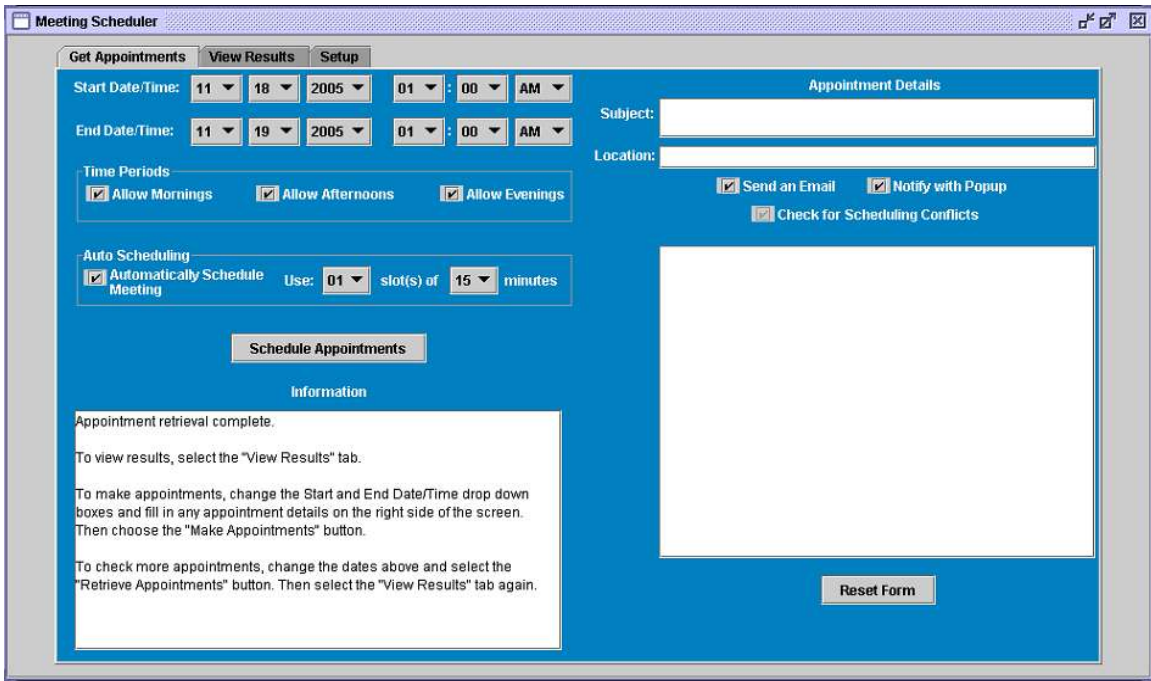 Meeting Scheduler
Get Appointments View Results Setup
Start Date/Time: 11 18 2005 01 : 00 AM
End Date/Time: 11 19 2005 01 : 00 AM
Time Periods
Allow Mornings Allow Afternoons Allow Evenings
Auto Scheduling
Automatically Schedule
Meeting
Use: 01 slot(s) of 15 minutes
Schedule Appointments
Information
Appointment retrieval complete.
To view results, select the "View Results" tab.
To make appointments, change the Start and End Date/Time drop down
boxes and fill in any appointment details on the right side of the screen.
Then choose the "Make Appointments" button.
To check more appointments, change the dates above and select the
"Retrieve Appointments" button. Then select the "View Results" tab again.
Appointment Details
Subject:
Location:
Send an Email Notify with Popup
Check for Scheduling Conflicts
Reset Form